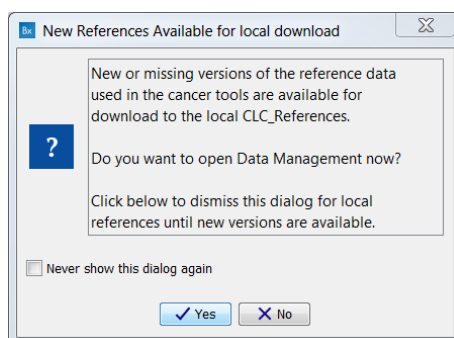 Bx New References Available for local download
New or missing versions of the reference data
used in the cancer tools are available for
download to the local CLC_References.
?
Do you want to open Data Management now?
Click below to dismiss this dialog for local
references until new versions are available.
Never show this dialog again
Yes No